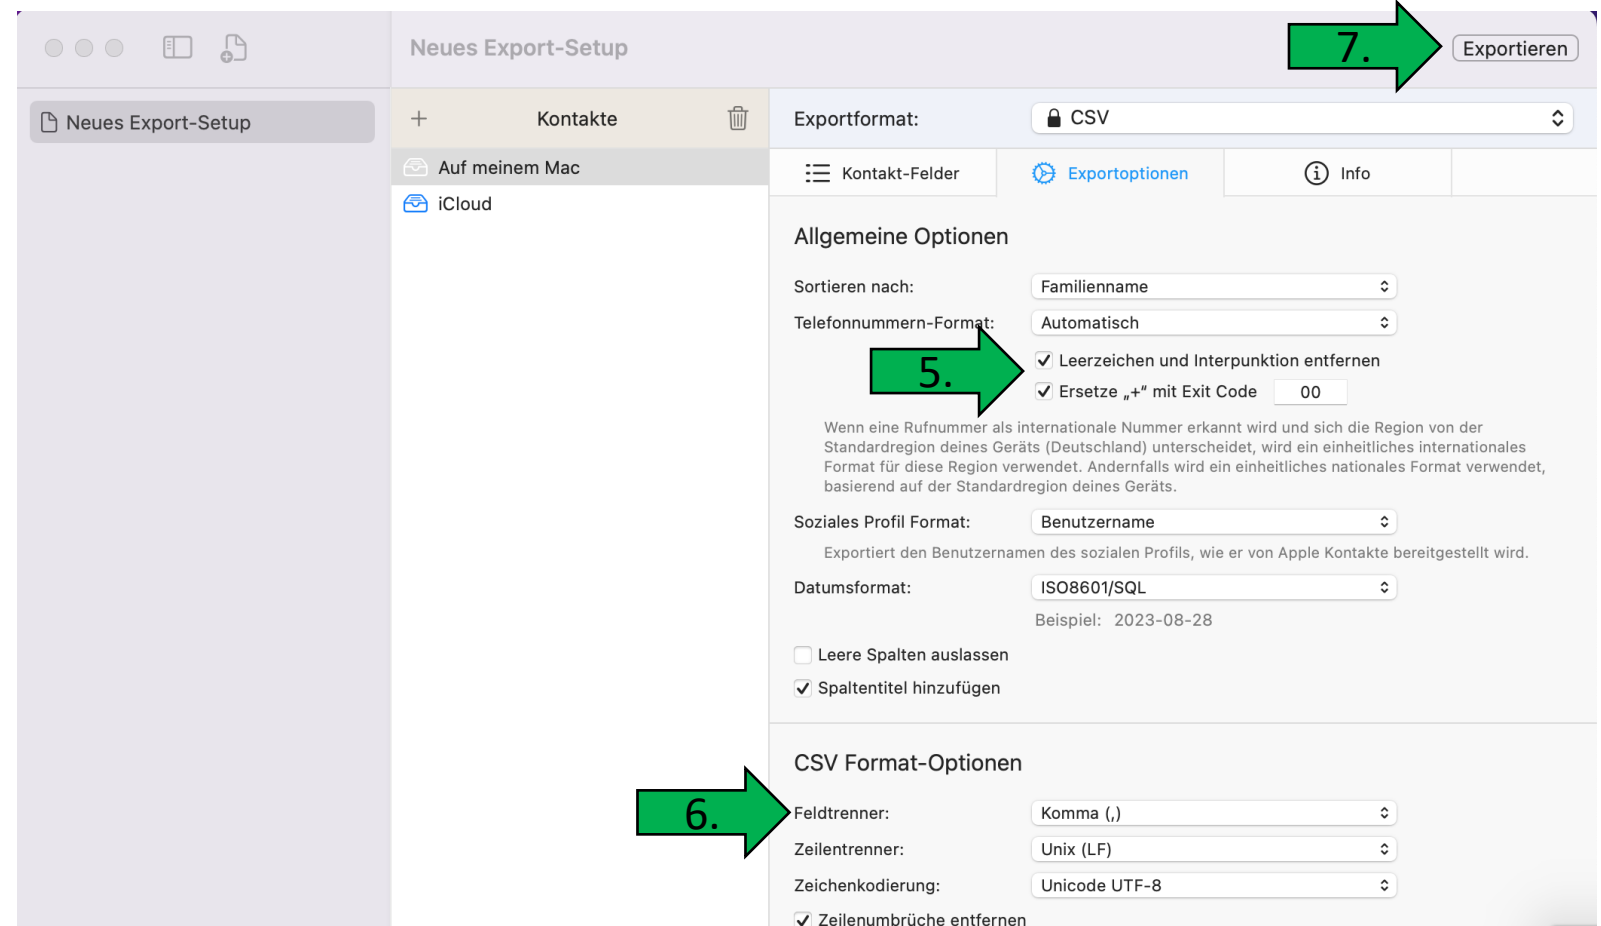 Neues Export-Setup
7.
Exportieren
Neues Export-Setup
Kontakte
Exportformat:
CSV
Auf meinem Mac
iCloud
Kontakt-Felder
Exportoptionen
Info
Allgemeine Optionen
Sortieren nach:
Familienname
Telefonnummern-Format:
Automatisch
5.
Leerzeichen und Interpunktion entfernen
Ersetze „+“ mit Exit Code
00
Wenn eine Rufnummer als internationale Nummer erkannt wird und sich die Region von der
Standardregion deines Geräts (Deutschland) unterscheidet, wird ein einheitliches internationales
Format für diese Region verwendet. Andernfalls wird ein einheitliches nationales Format verwendet,
basierend auf der Standardregion deines Geräts.
Soziales Profil Format:
Benutzername
Exportiert den Benutzernamen des sozialen Profils, wie er von Apple Kontakte bereitgestellt wird.
Datumsformat:
ISO8601/SQL
Beispiel: 2023-08-28
Leere Spalten auslassen
Spaltentitel hinzufügen
CSV Format-Optionen
6.
Feldtrenner:
Komma (,)
Zeilentrenner:
Unix (LF)
Zeichenkodierung:
Unicode UTF-8
Zeilenumbrüche entfernen